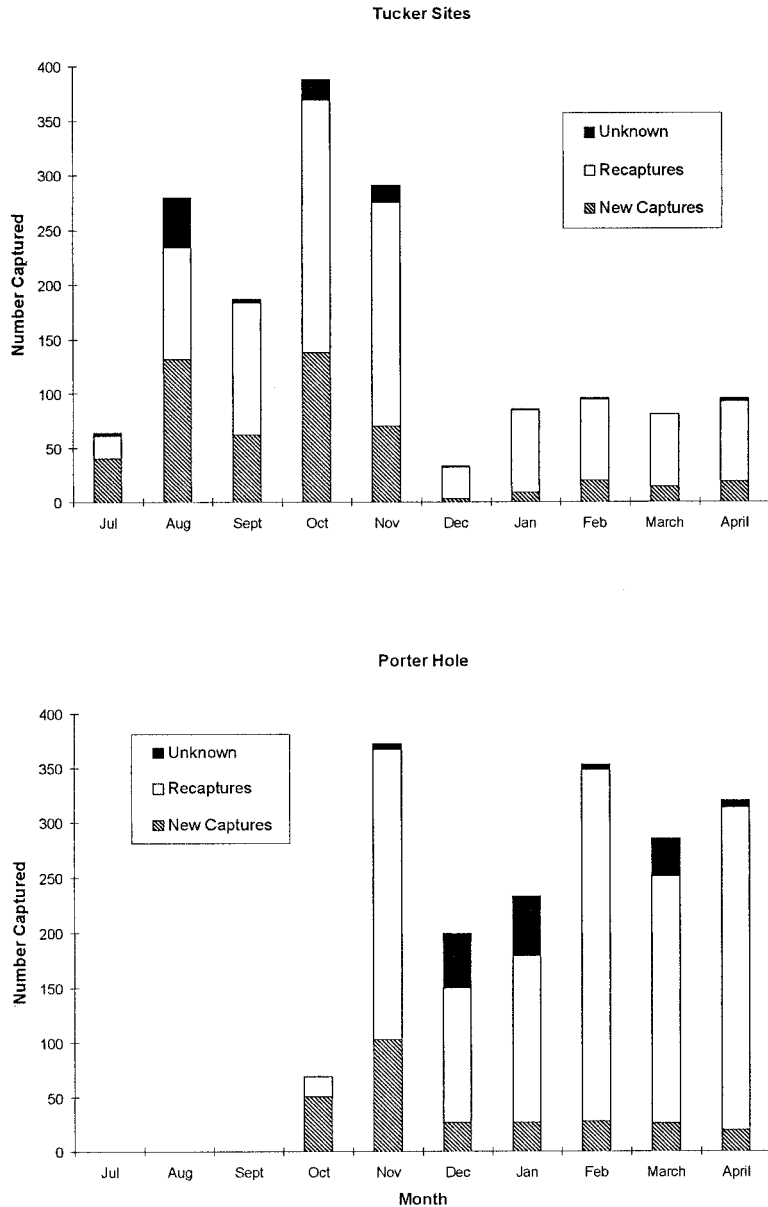 Tucker Sites
400
350
300
250
200
150
100
50
0
Number Captured
Unknown
Recaptures
New Captures
Jul Aug Sept Oct Nov Dec Jan Feb March April
Porter Hole
400
350
300
250
200
150
100
50
0
Number Captured
Unknown
Recaptures
New Captures
Jul Aug Sept Oct Nov Dec Jan Feb March April
Month